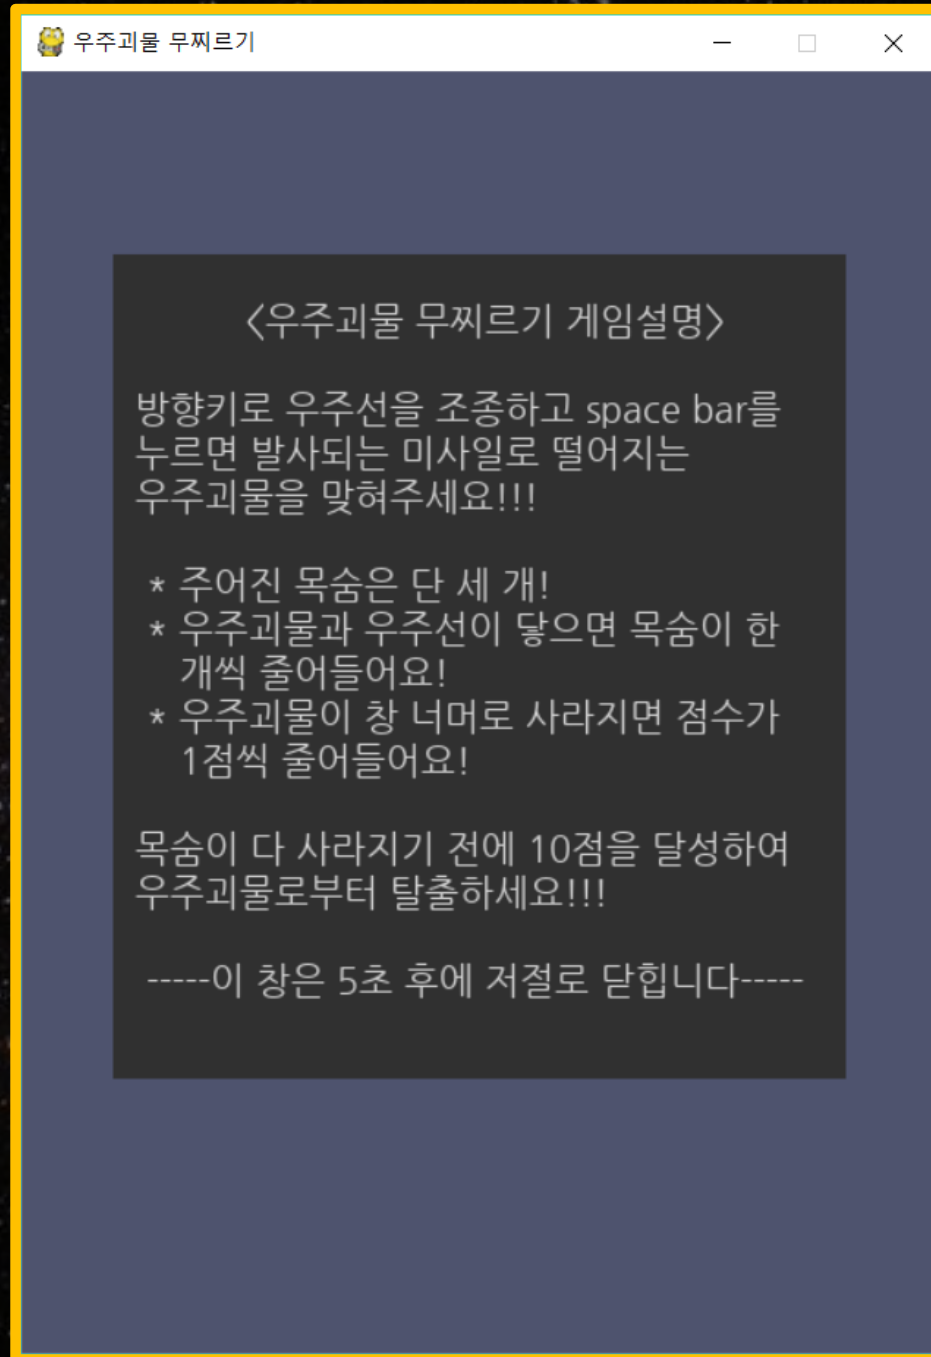 우주괴물 무찌르기
<우주괴물 무찌르기 게임설명>
방향키로 우주선을 조종하고 space bar를
누르면 발사되는 미사일로 떨어지는
우주괴물을 맞혀주세요!!!
* 주어진 목숨은 단 세 개!
* 우주괴물과 우주선이 닿으면 목숨이 한
개씩 줄어들어요!
* 우주괴물이 창 너머로 사라지면 점수가
1점씩 줄어들어요!
목숨이 다 사라지기 전에 10점을 달성하여
우주괴물로부터 탈출하세요!!!
-----이 창은 5초 후에 저절로 닫힙니다-----